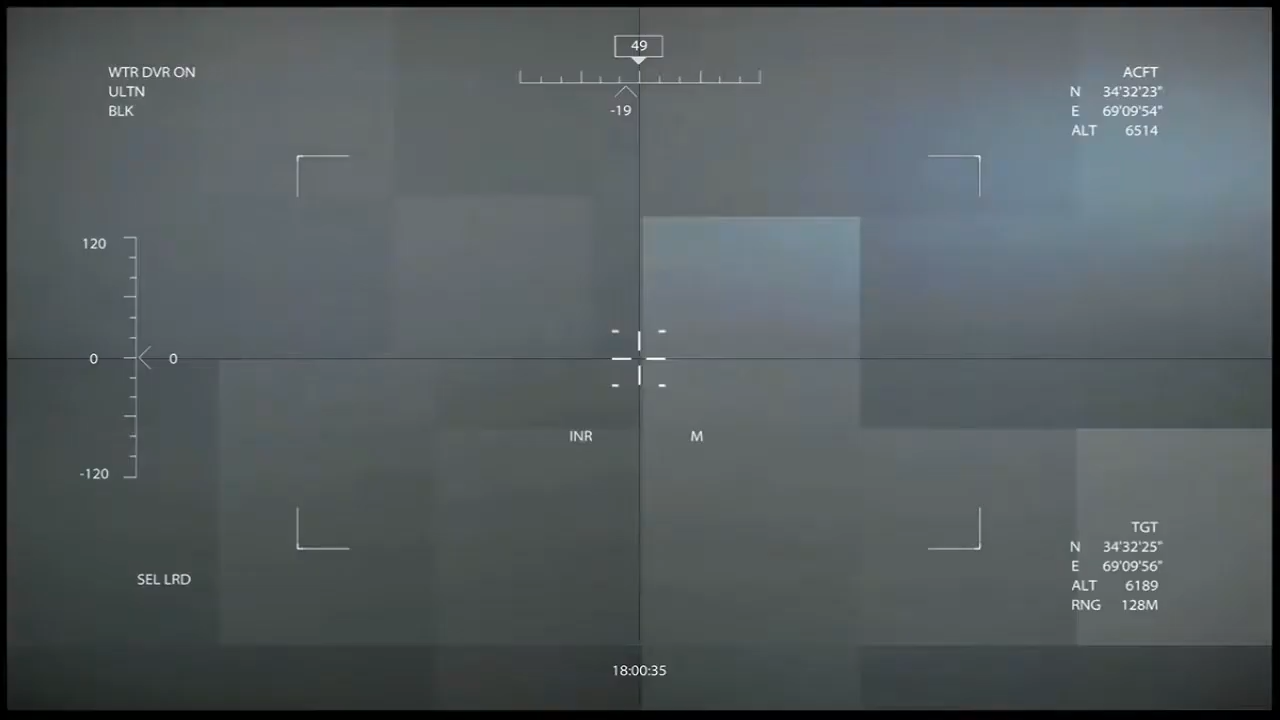 49
-19
WTR DVR ON
ULTN
BLK
ACFT
N 34'32'23"
E 69'09'54"
ALT 6514
120
0 0
-120
INR M
SEL LRD
TGT
N 34'32'25"
E 69'09'56"
ALT 6189
RNG 128M
18:00:35